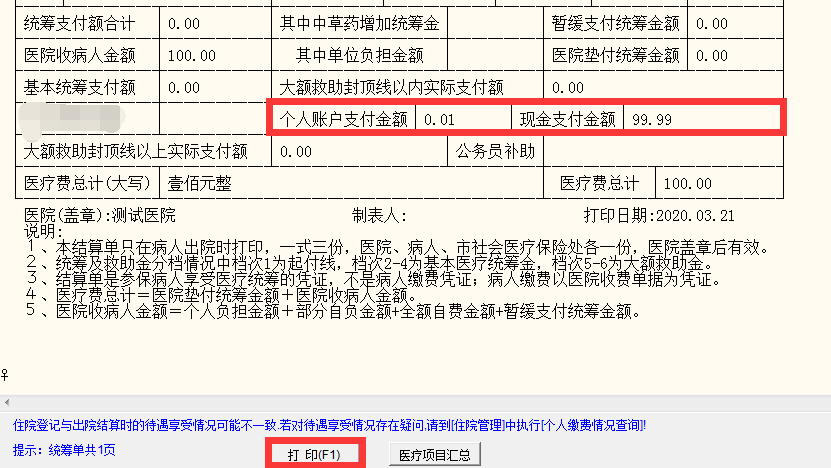 统筹支付额合计 0.00 其中中草药增加统筹金 暂缓支付统筹金额 0.00
医院收病人金额 100.00 其中单位负担金额 医院垫付统筹金额 0.00
基本统筹支付额 0.00 大额救助封顶线以内实际支付额 0.00
个人账户支付金额 0.01 现金支付金额 99.99
大额救助封顶线以上实际支付额 0.00 公务员补助
医疗费总计(大写) 壹佰元整 医疗费总计 100.00
医院(盖章):测试医院 制表人: 打印日期:2020.03.21
说明:
1、本结算单只在病人出院时打印，一式三份，医院、病人、市社会医疗保险处各一份，医院盖章后有效。
2、统筹及救助金分档情况中档次1为起付线，档次2-4为基本医疗统筹金，档次5-6为大额救助金。
3、结算单是参保病人享受医疗统筹的凭证，不是病人缴费凭证；病人缴费以医院收费单据为凭证。
4、医疗费总计＝医院垫付统筹金额＋医院收病人金额。
5、医院收病人金额＝个人负担金额＋部分自负金额+全额自费金额+暂缓支付统筹金额。
住院登记与出院结算时的待遇享受情况可能不一致.若对待遇享受情况存在疑问,请到[住院管理]中执行[个人缴费情况查询]!
提示：统筹单共1页 打 印(F1) 医疗项目汇总